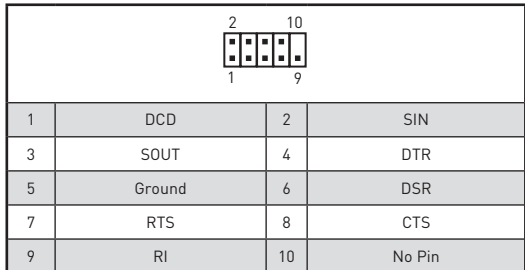 2 10
1 9
1 DCD 2 SIN
3 SOUT 4 DTR
5 Ground 6 DSR
7 RTS 8 CTS
9 RI 10 No Pin